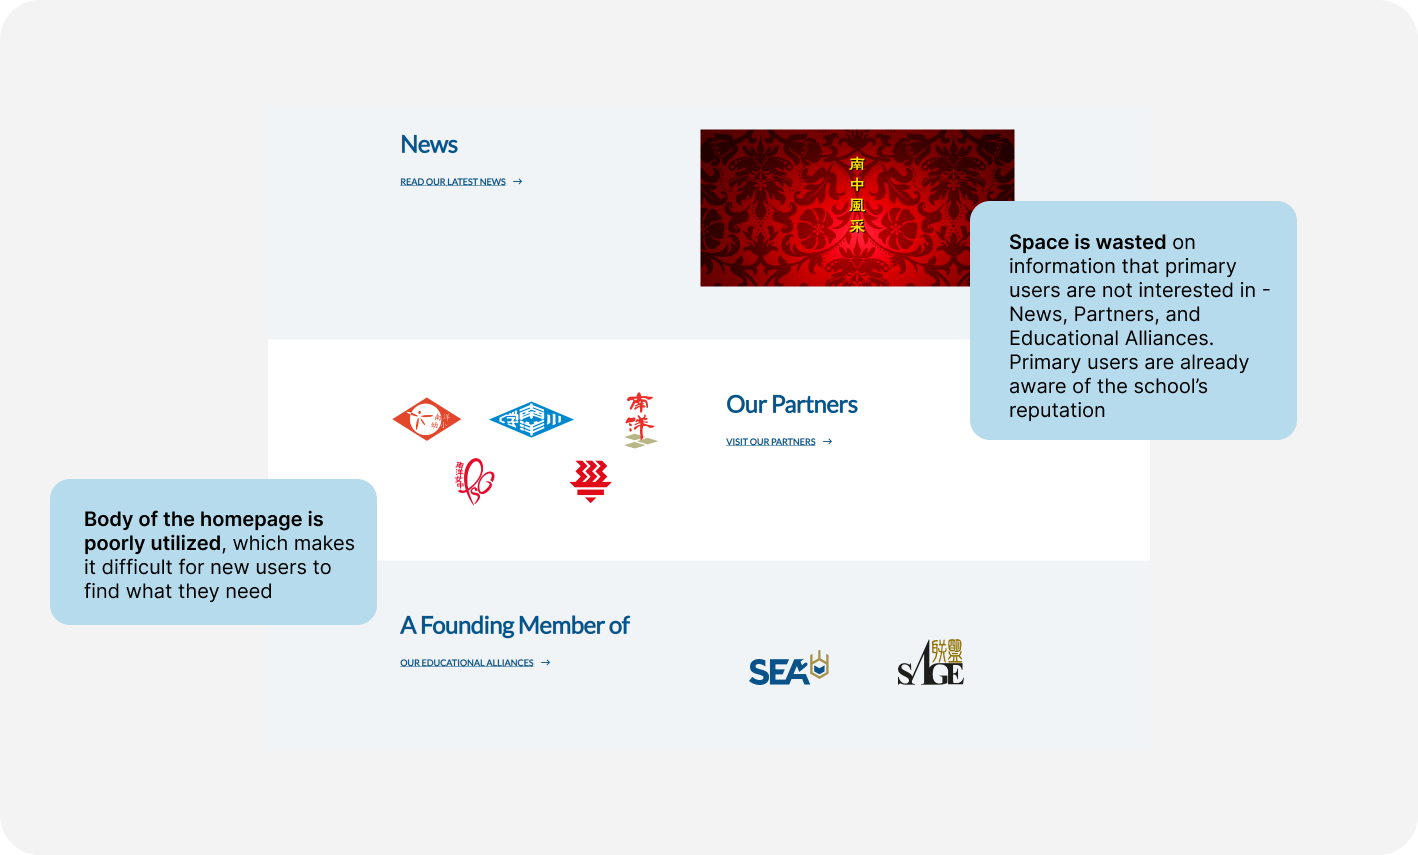 News
READ OUR LATEST NEWS →
南
中
風
采
Space is wasted on
information that primary
users are not interested in -
News, Partners, and
Educational Alliances.
Primary users are already
aware of the school's
reputation
南洋
Our Partners
VISIT OUR PARTNERS →
Body of the homepage is
poorly utilized, which makes
it difficult for new users to
find what they need
A Founding Member of
OUR EDUCATIONAL ALLIANCES →
SEA
SAGE